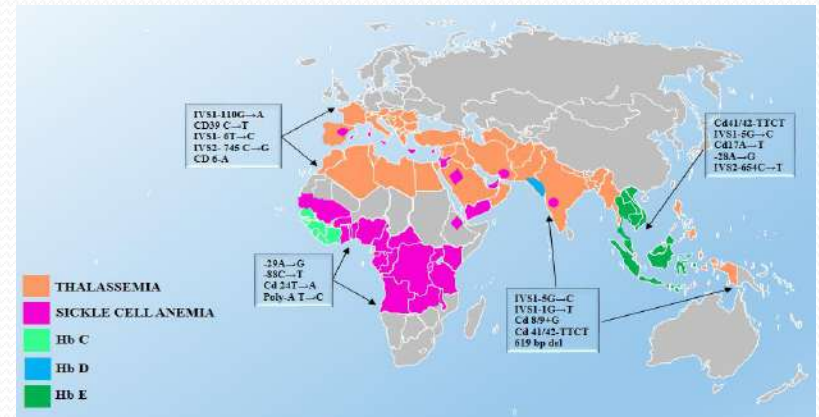 IVS1-110G→A
CD39 C→T
IVS1- 6T→C
IVS2- 745 C→G
CD 6-A
Cd41/42-TTCT
IVS1-5G→C
Cd17A→T
-28A→G
IVS2-654C→T
-29A→G
-88C→T
Cd 24T→A
Poly-A T→C
IVS1-5G→C
IVS1-1G→T
Cd 8/9+G
Cd 41/42-TTCT
619 bp del
THALASSEMIA
SICKLE CELL ANEMIA
Hb C
Hb D
Hb E